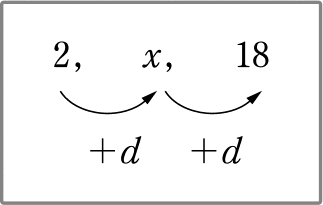 2, x, 18
+d +d